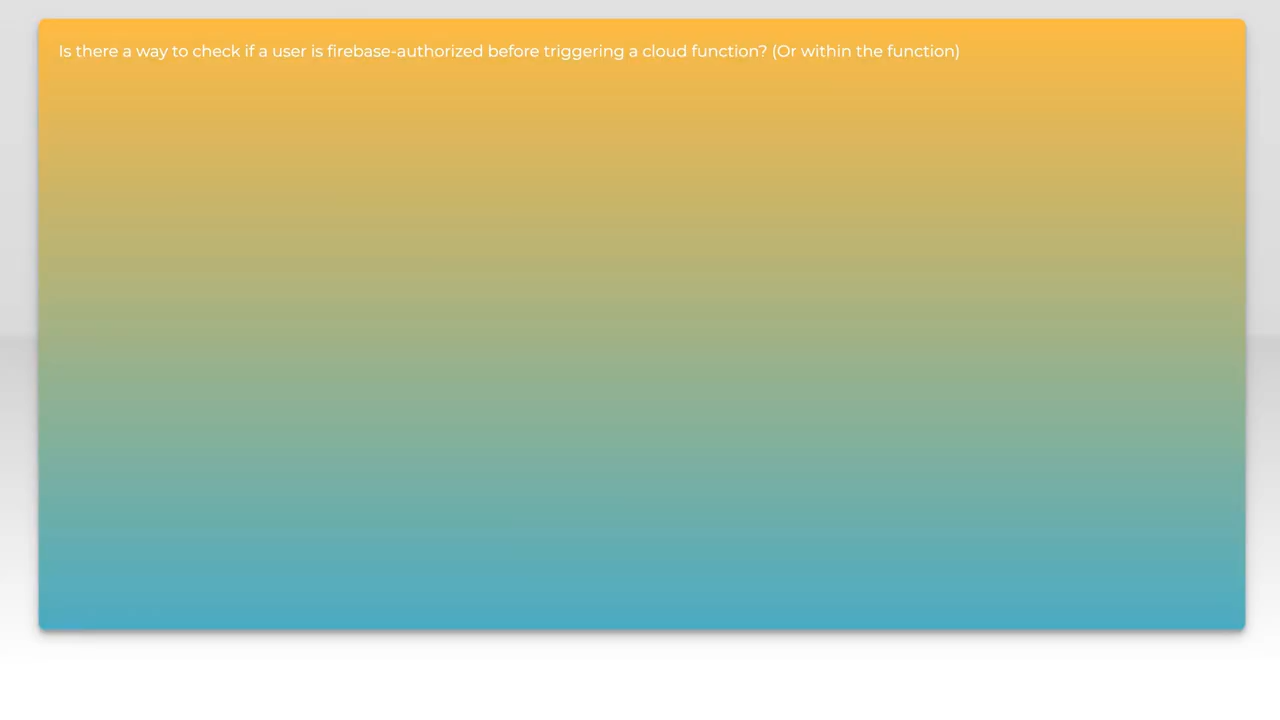 Is there a way to check if a user is firebase-authorized before triggering a cloud function? (Or within the function)